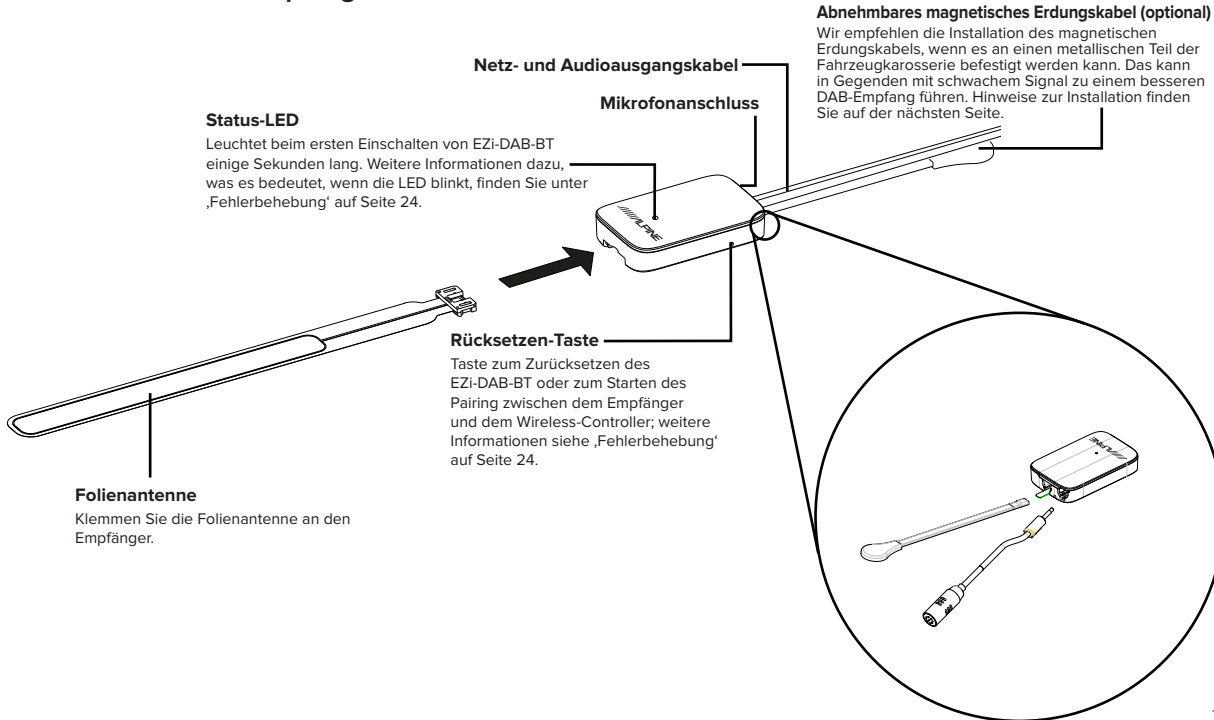 Abnehmbares magnetisches Erdungskabel (optional)
Wir empfehlen die Installation des magnetischen
Erdungskabels, wenn es an einen metallischen Teil der
Fahrzeugkarosserie befestigt werden kann. Das kann
in Gegenden mit schwachem Signal zu einem besseren
DAB-Empfang führen. Hinweise zur Installation finden
Sie auf der nächsten Seite.
Netz- und Audioausgangskabel
Mikrofonanschluss
Status-LED
Leuchtet beim ersten Einschalten von EZi-DAB-BT
einige Sekunden lang. Weitere Informationen dazu,
was es bedeutet, wenn die LED blinkt, finden Sie unter
‚Fehlerbehebung‘ auf Seite 24.
ALPINE
Rücksetzen-Taste
Taste zum Zurücksetzen des
EZi-DAB-BT oder zum Starten des
Pairing zwischen dem Empfänger
und dem Wireless-Controller; weitere
Informationen siehe ‚Fehlerbehebung‘
auf Seite 24.
Folienantenne
Klemmen Sie die Folienantenne an den
Empfänger.
ALPINE